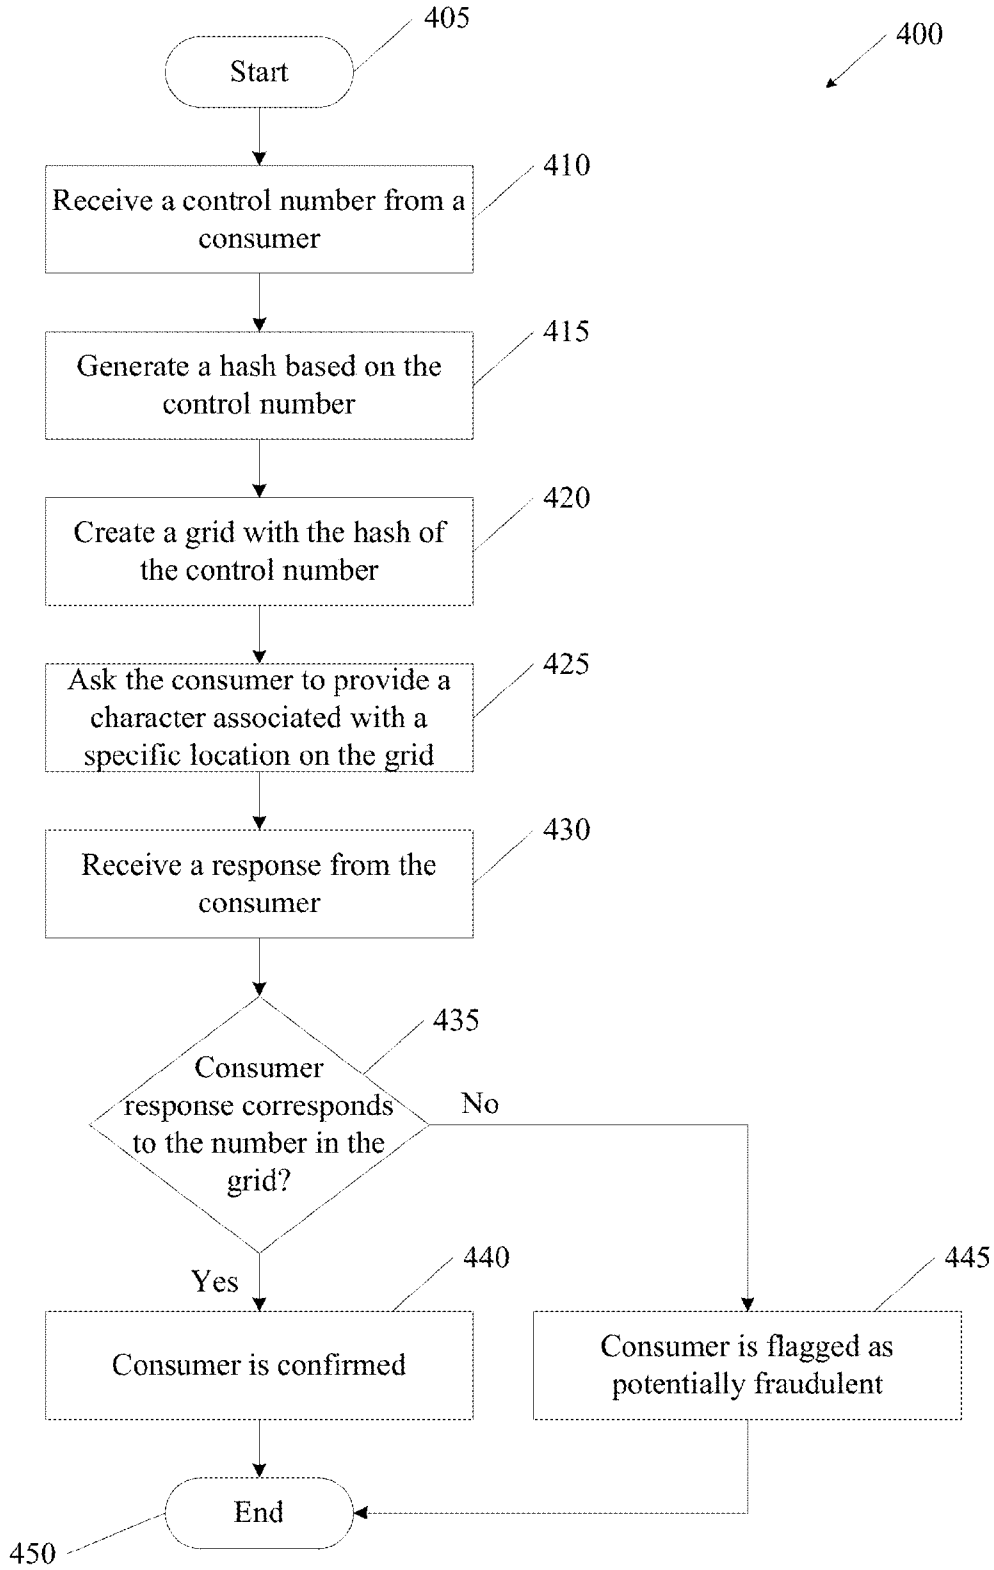 405
400
Start
410
Receive a control number from a
consumer
415
Generate a hash based on the
control number
420
Create a grid with the hash of
the control number
425
Ask the consumer to provide a
character associated with a
specific location on the grid
430
Receive a response from the
consumer
435
Consumer
response corresponds
to the number in the
grid?
No
Yes
440
445
Consumer is confirmed
Consumer is flagged as
potentially fraudulent
End
450